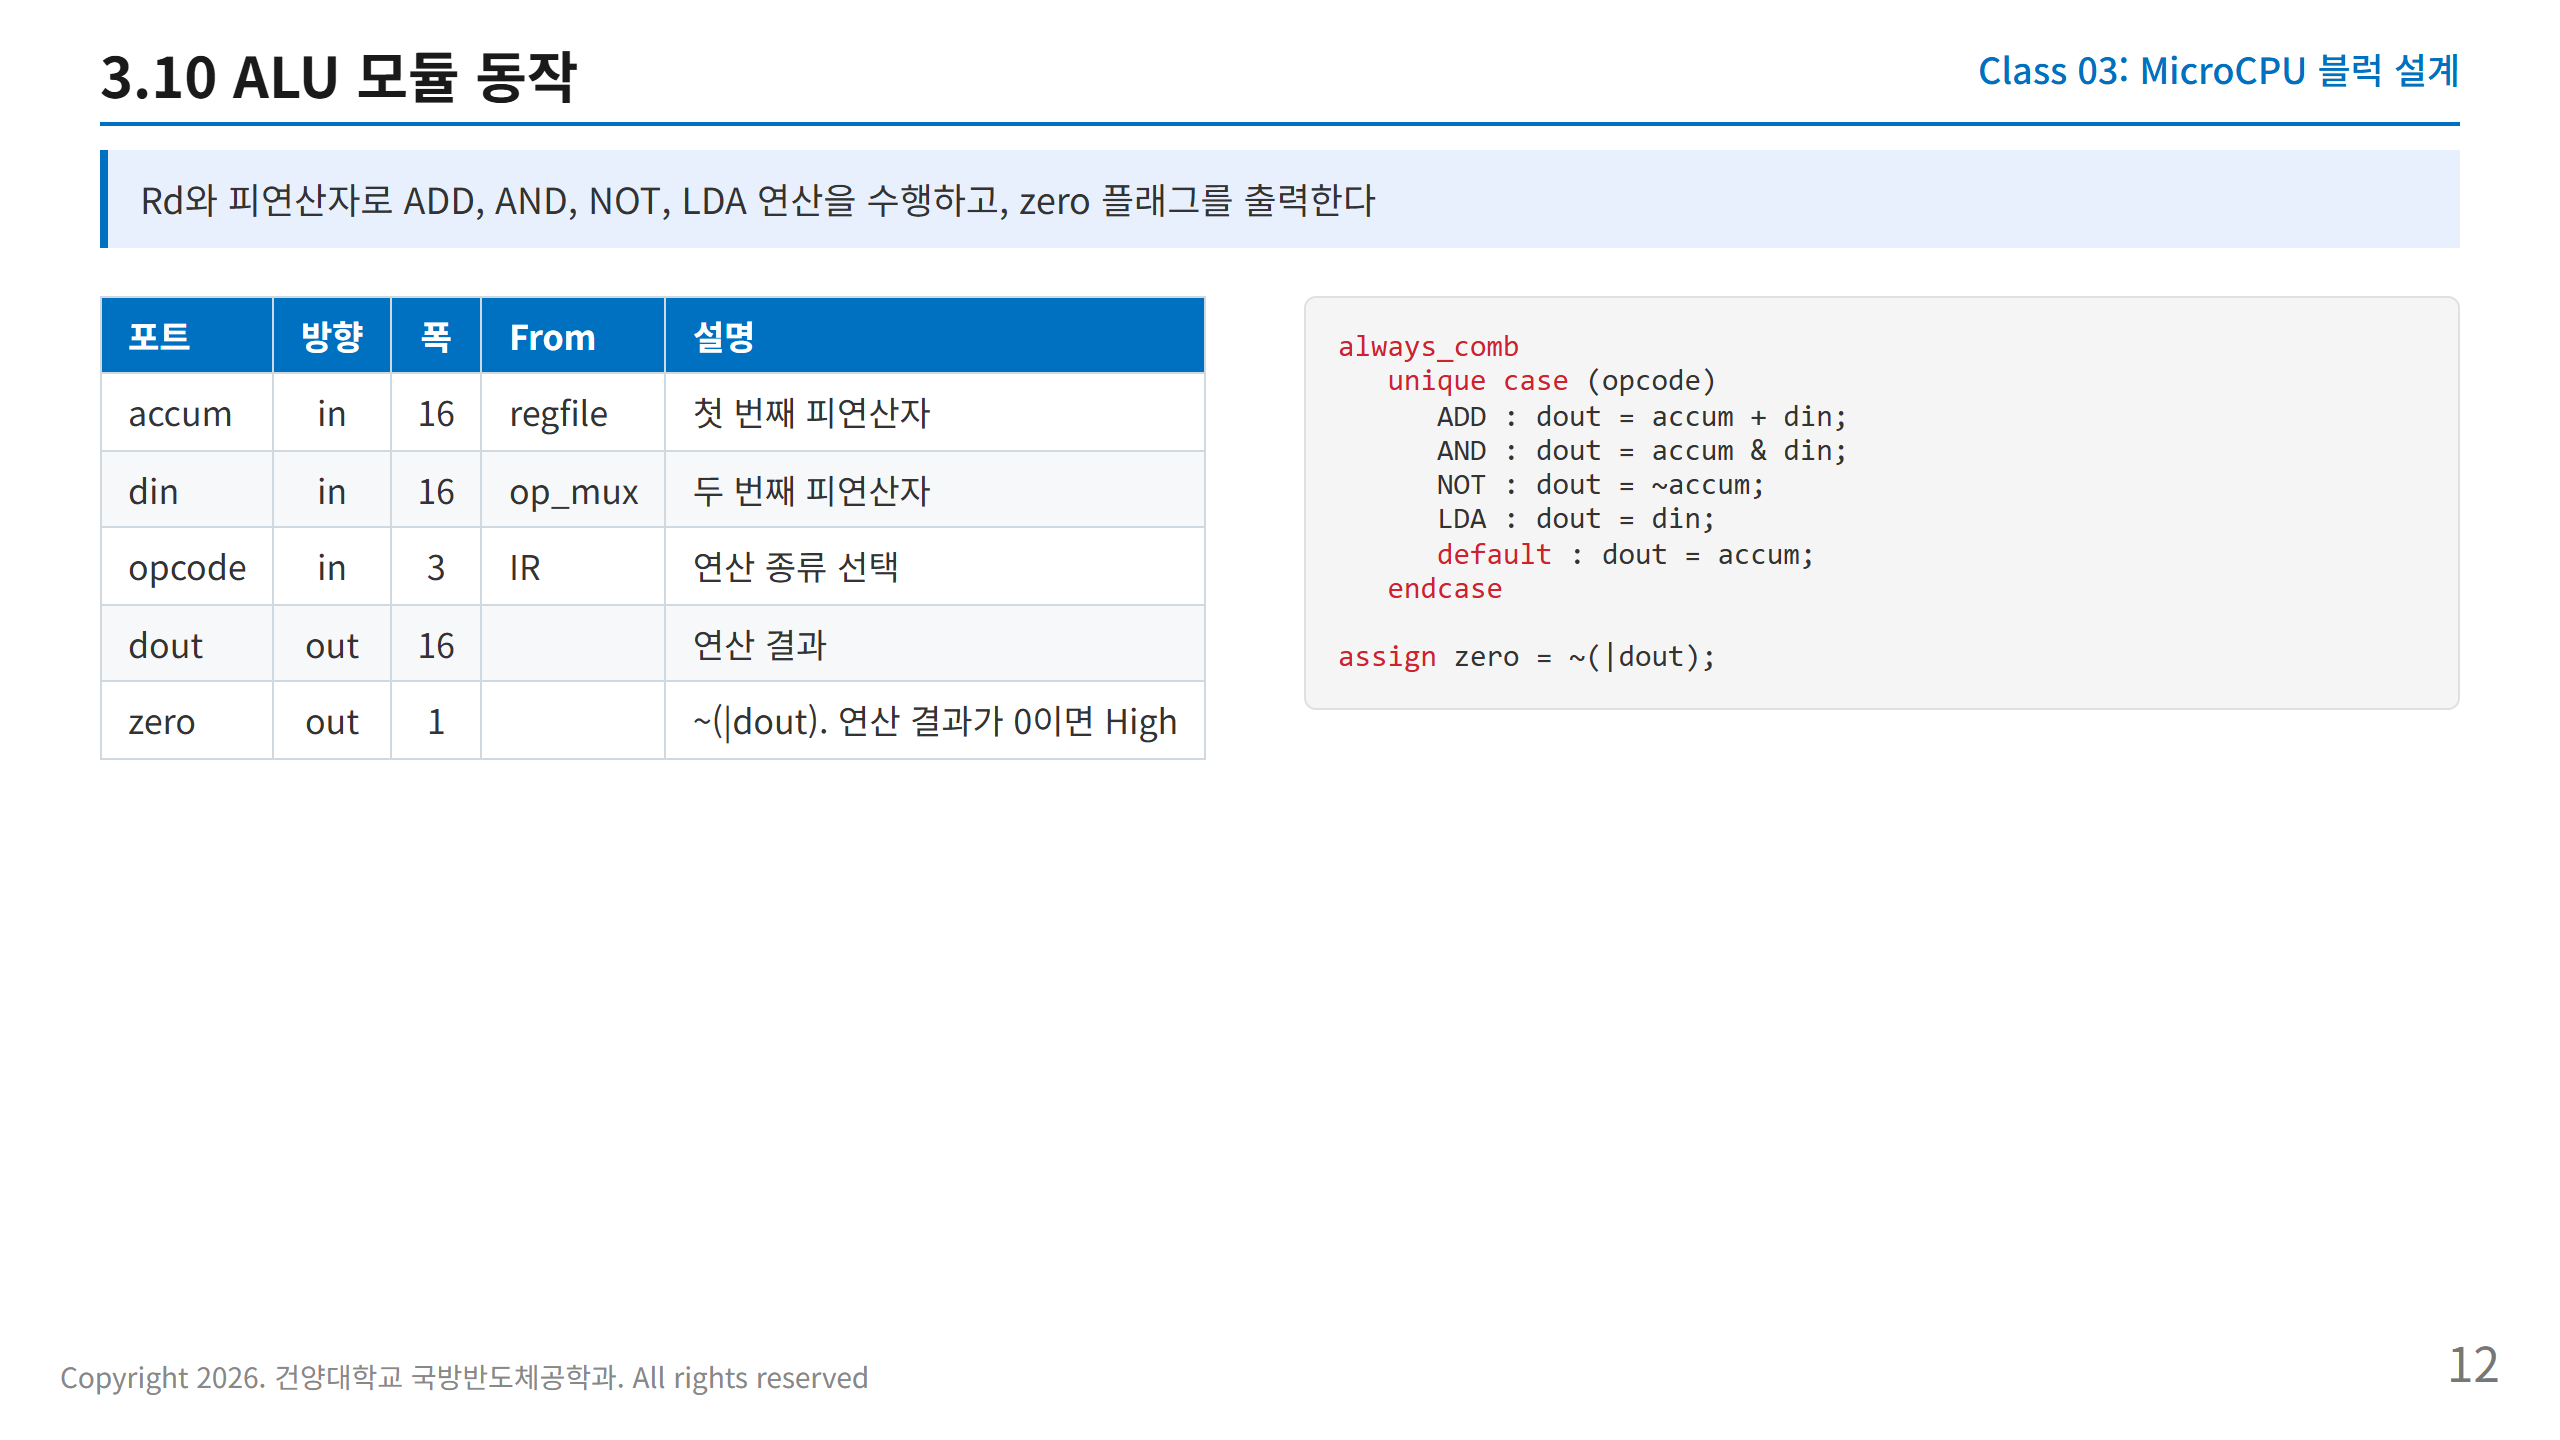 3.10 ALU 모듈 동작
Class 03: MicroCPU 블럭 설계
Rd와 피연산자로 ADD, AND, NOT, LDA 연산을 수행하고, zero 플래그를 출력한다
포트 방향 폭 From 설명
accum in 16 regfile 첫 번째 피연산자
din in 16 op_mux 두 번째 피연산자
opcode in 3 IR 연산 종류 선택
dout out 16 연산 결과
zero out 1 ~(|dout). 연산 결과가 0이면 High
always_comb
   unique case (opcode)
      ADD : dout = accum + din;
      AND : dout = accum & din;
      NOT : dout = ~accum;
      LDA : dout = din;
      default : dout = accum;
   endcase
assign zero = ~(|dout);
Copyright 2026. 건양대학교 국방반도체공학과. All rights reserved
12